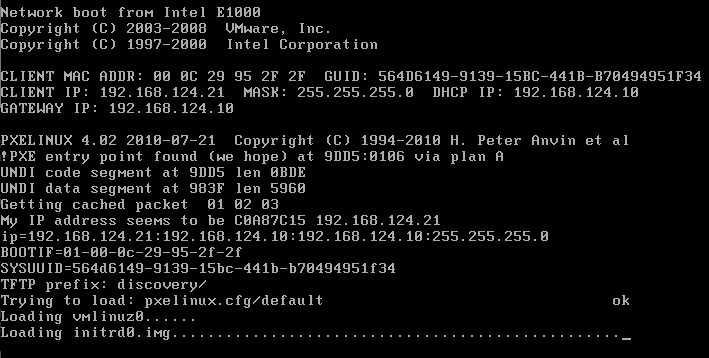 Network boot from Intel E1000
Copyright (C) 2003-2008  VMware, Inc.
Copyright (C) 1997-2000  Intel Corporation

CLIENT MAC ADDR: 00 0C 29 95 2F 2F  GUID: 564D6149-9139-15BC-441B-B70494951F34
CLIENT IP: 192.168.124.21  MASK: 255.255.255.0  DHCP IP: 192.168.124.10
GATEWAY IP: 192.168.124.10

PXELINUX 4.02 2010-07-21  Copyright (C) 1994-2010 H. Peter Anvin et al
!PXE entry point found (we hope) at 9DD5:0106 via plan A
UNDI code segment at 9DD5 len 0BDE
UNDI data segment at 983F len 5960
Getting cached packet  01 02 03
My IP address seems to be C0A87C15 192.168.124.21
ip=192.168.124.21:192.168.124.10:192.168.124.10:255.255.255.0
BOOTIF=01-00-0c-29-95-2f-2f
SYSUUID=564d6149-9139-15bc-441b-b70494951f34
TFTP prefix: discovery/
Trying to load: pxelinux.cfg/default                                    ok
Loading vmlinuz0......
Loading initrd0.img........................................................_